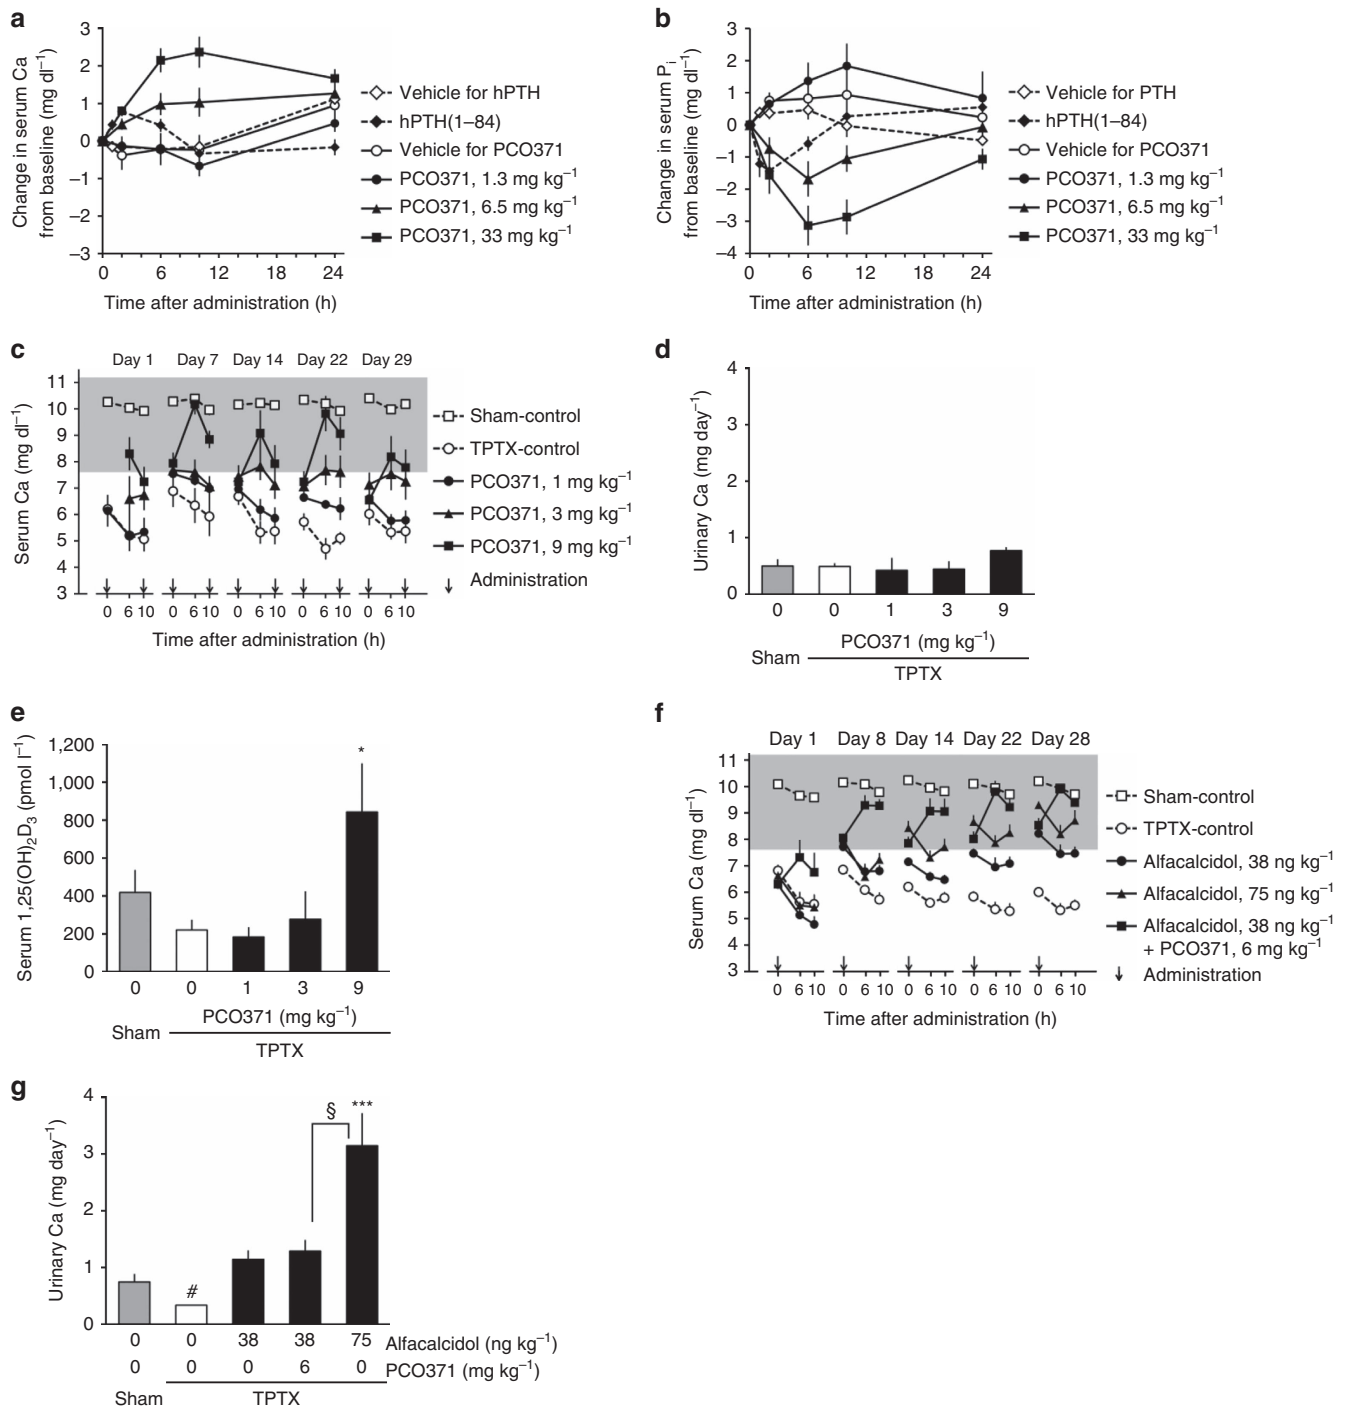 a
3
2
1
0
–1
–2
–3
Change in serum Ca
from baseline (mg dl⁻¹)
0 6 12 18 24
Time after administration (h)
Vehicle for hPTH
hPTH(1–84)
Vehicle for PCO371
PCO371, 1.3 mg kg⁻¹
PCO371, 6.5 mg kg⁻¹
PCO371, 33 mg kg⁻¹
b
3
2
1
0
–1
–2
–3
–4
Change in serum Pᵢ
from baseline (mg dl⁻¹)
0 6 12 18 24
Time after administration (h)
Vehicle for PTH
hPTH(1–84)
Vehicle for PCO371
PCO371, 1.3 mg kg⁻¹
PCO371, 6.5 mg kg⁻¹
PCO371, 33 mg kg⁻¹
c
Day 1 Day 7 Day 14 Day 22 Day 29
11
10
9
8
7
6
5
4
3
Serum Ca (mg dl⁻¹)
0 6 10 0 6 10 0 6 10 0 6 10 0 6 10
Time after administration (h)
Sham-control
TPTX-control
PCO371, 1 mg kg⁻¹
PCO371, 3 mg kg⁻¹
PCO371, 9 mg kg⁻¹
Administration
d
4
3
2
1
0
Urinary Ca (mg day⁻¹)
0 0 1 3 9
PCO371 (mg kg⁻¹)
Sham
TPTX
e
1,200
1,000
800
600
400
200
0
Serum 1,25(OH)₂D₃ (pmol l⁻¹)
*
0 0 1 3 9
PCO371 (mg kg⁻¹)
Sham
TPTX
f
Day 1 Day 8 Day 14 Day 22 Day 28
11
10
9
8
7
6
5
4
3
Serum Ca (mg dl⁻¹)
0 6 10 0 6 10 0 6 10 0 6 10 0 6 10
Time after administration (h)
Sham-control
TPTX-control
Alfacalcidol, 38 ng kg⁻¹
Alfacalcidol, 75 ng kg⁻¹
Alfacalcidol, 38 ng kg⁻¹
+ PCO371, 6 mg kg⁻¹
Administration
g
4
3
2
1
0
Urinary Ca (mg day⁻¹)
#
§
***
0 0 38 38 75 Alfacalcidol (ng kg⁻¹)
0 0 0 6 0 PCO371 (mg kg⁻¹)
Sham TPTX